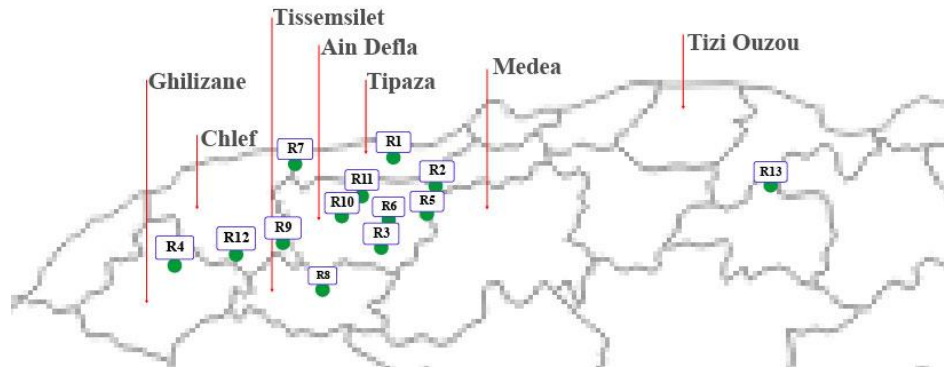 Tissemsilet
Ain Defla
Tizi Ouzou
Medea
Ghilizane
Tipaza
Chlef
R1
R7
R2
R13
R11
R10
R6
R5
R9
R12
R4
R3
R8